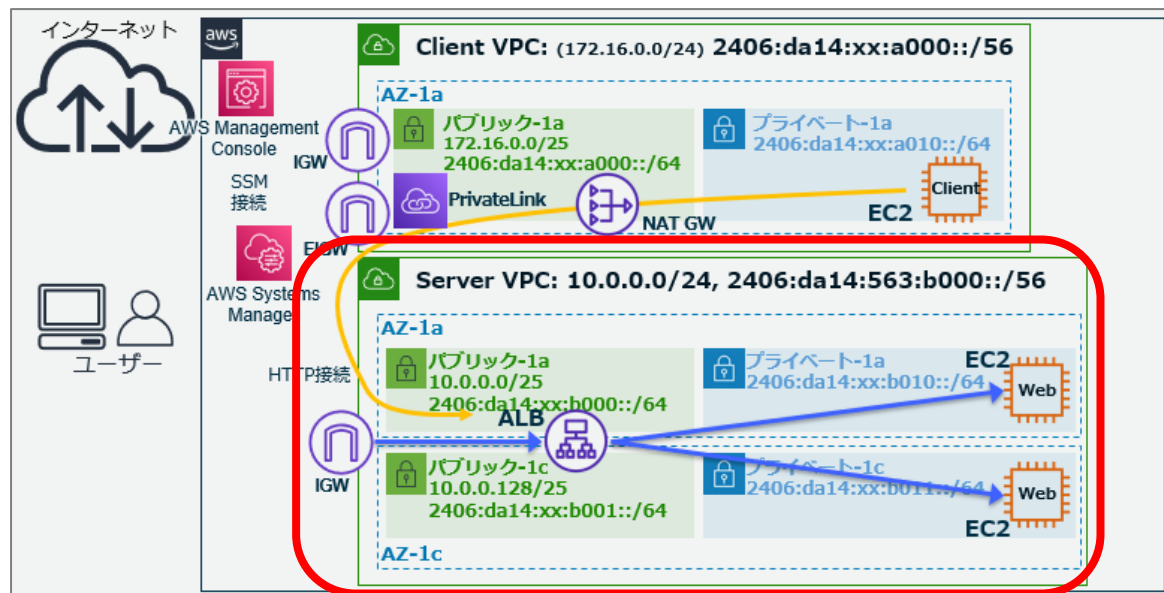 インターネット
aws
AWS Management
Console
SSM
接続
AWS Systems
Manage
ユーザー
HTTP接続
Client VPC: (172.16.0.0/24) 2406:da14:xx:a000::/56
AZ-1a
パブリック-1a
172.16.0.0/25
2406:da14:xx:a000::/64
プライベート-1a
2406:da14:xx:a010::/64
IGW
PrivateLink
NAT GW
Client
EC2
EIGW
Server VPC: 10.0.0.0/24, 2406:da14:563:b000::/56
AZ-1a
パブリック-1a
10.0.0.0/25
2406:da14:xx:b000::/64
プライベート-1a
2406:da14:xx:b010::/64
EC2
Web
ALB
IGW
パブリック-1c
10.0.0.128/25
2406:da14:xx:b001::/64
プライベート-1c
2406:da14:xx:b011::/64
Web
EC2
AZ-1c